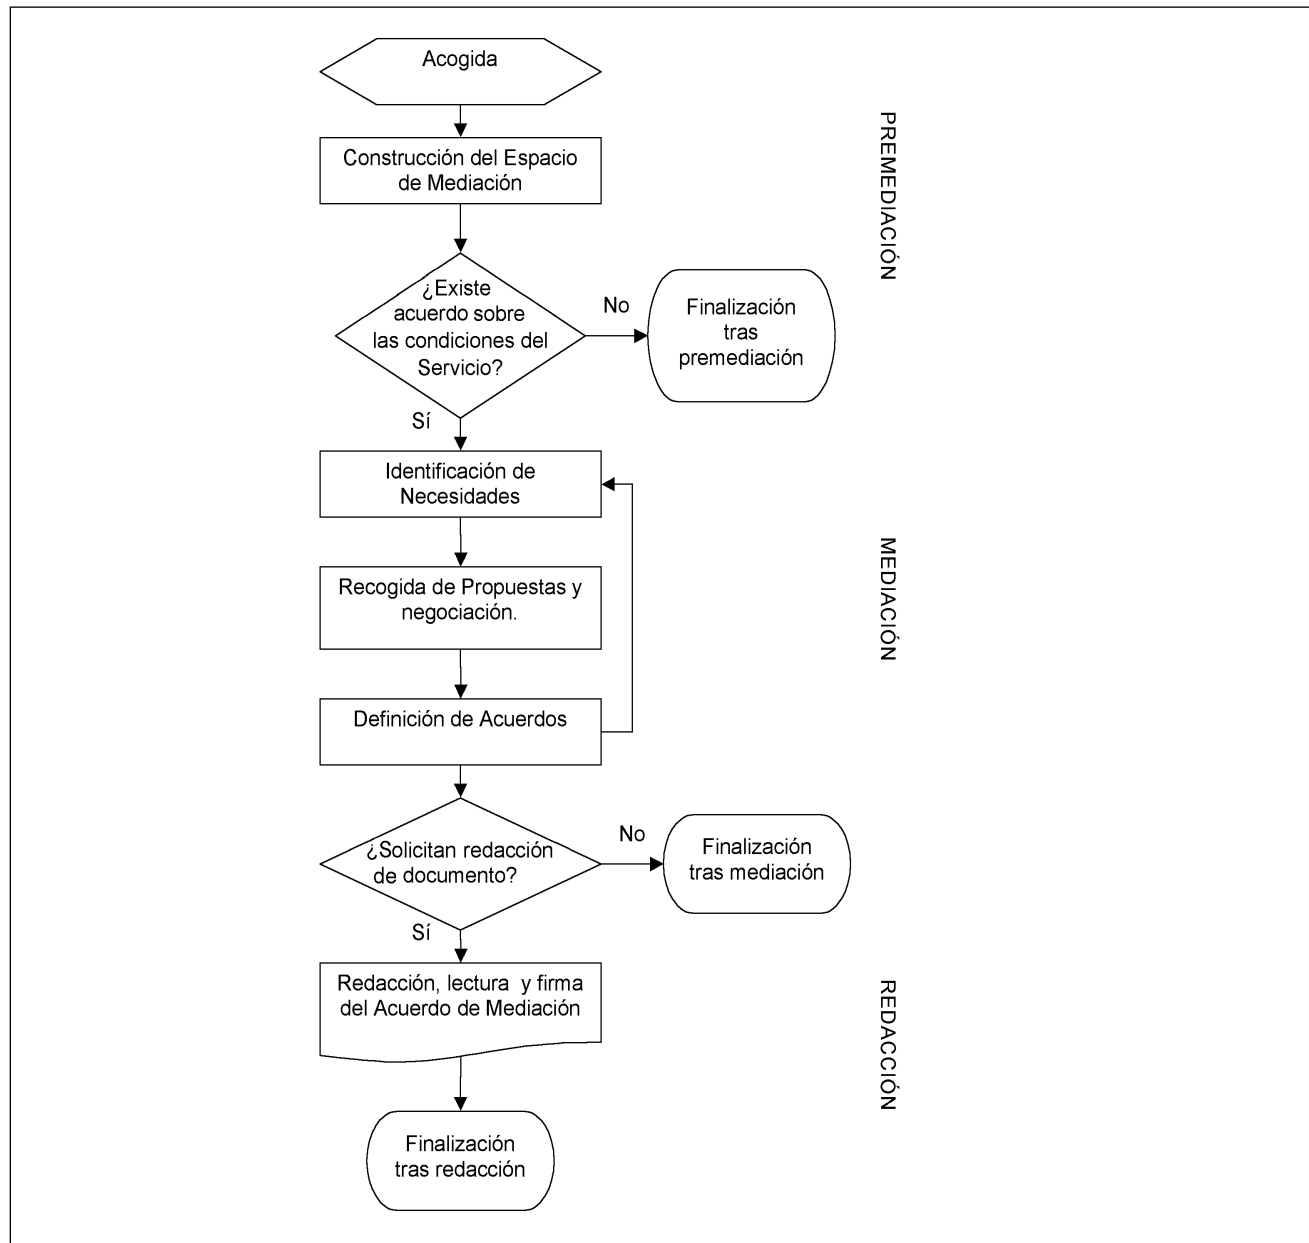 Acogida
PREMEDIACIÓN
Construcción del Espacio
de Mediación
¿Existe
acuerdo sobre
las condiciones del
Servicio?
No
Finalización
tras
premediación
Sí
Identificación de
Necesidades
MEDIACIÓN
Recogida de Propuestas y
negociación.
Definición de Acuerdos
¿Solicitan redacción
de documento?
No
Finalización
tras mediación
Sí
Redacción, lectura y firma
del Acuerdo de Mediación
REDACCIÓN
Finalización
tras redacción